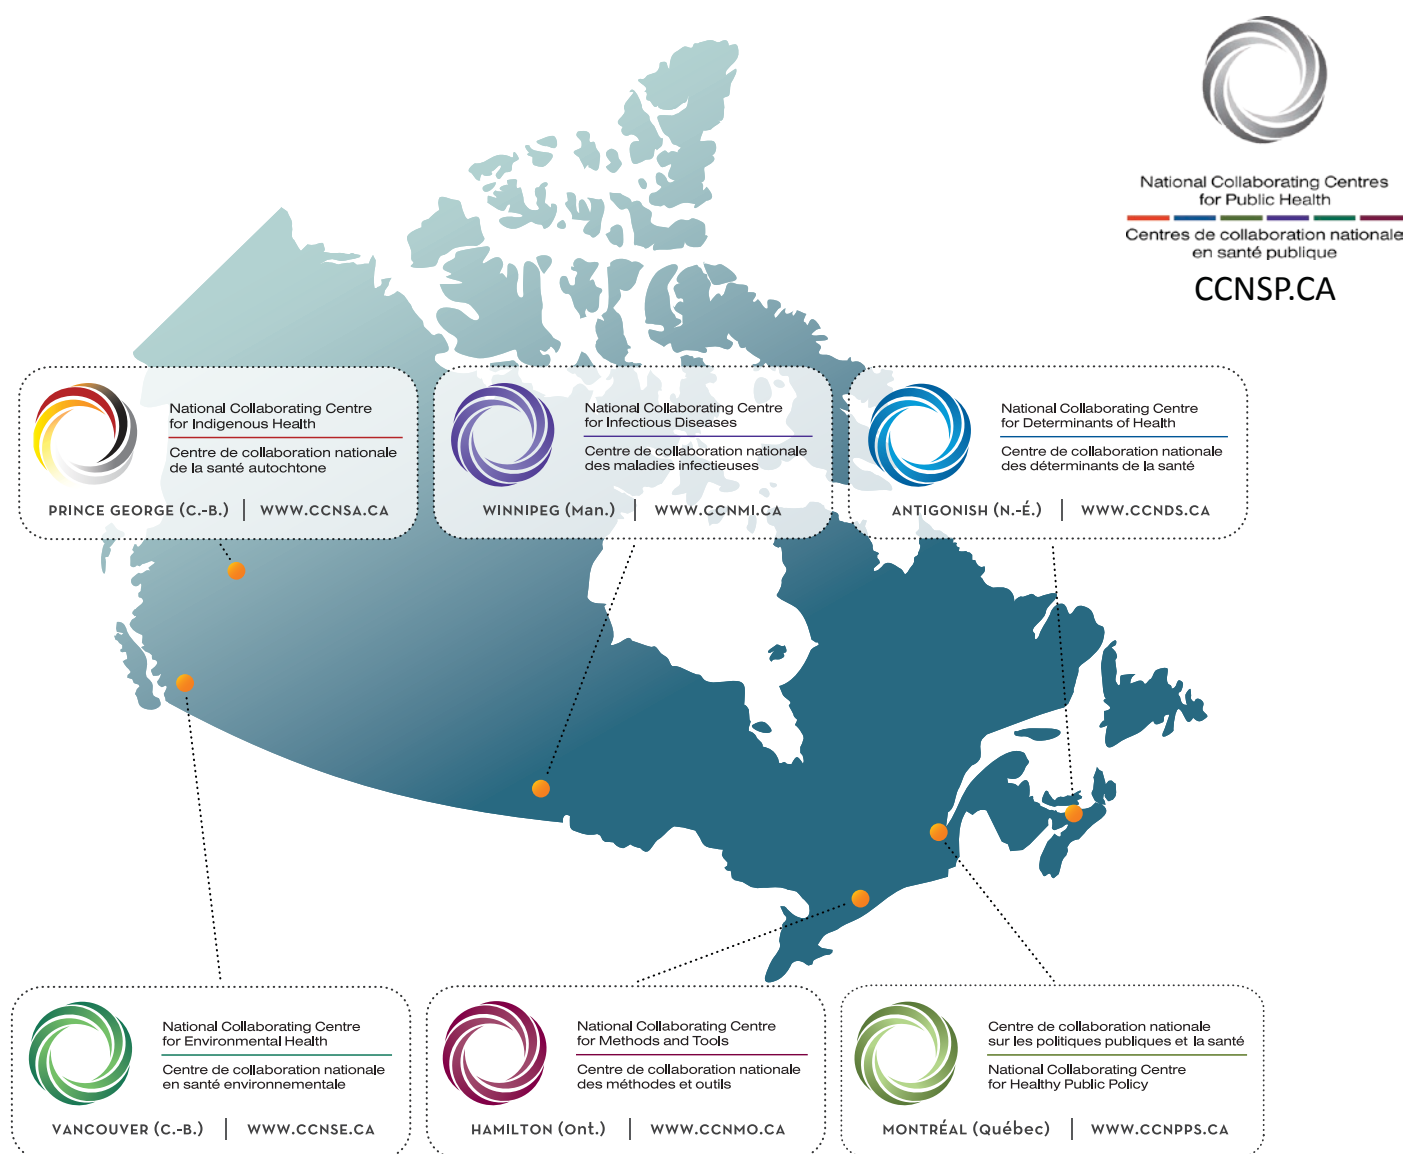 National Collaborating Centres
for Public Health
Centres de collaboration nationale
en santé publique
CCNSP.CA
National Collaborating Centre
for Indigenous Health
Centre de collaboration nationale
de la santé autochtone
PRINCE GEORGE (C.-B.) | WWW.CCNSA.CA
National Collaborating Centre
for Infectious Diseases
Centre de collaboration nationale
des maladies infectieuses
WINNIPEG (Man.) | WWW.CCNMI.CA
National Collaborating Centre
for Determinants of Health
Centre de collaboration nationale
des déterminants de la santé
ANTIGONISH (N.-É.) | WWW.CCNDS.CA
National Collaborating Centre
for Environmental Health
Centre de collaboration nationale
en santé environnementale
VANCOUVER (C.-B.) | WWW.CCNSE.CA
National Collaborating Centre
for Methods and Tools
Centre de collaboration nationale
des méthodes et outils
HAMILTON (Ont.) | WWW.CCNMO.CA
Centre de collaboration nationale
sur les politiques publiques et la santé
National Collaborating Centre
for Healthy Public Policy
MONTRÉAL (Québec) | WWW.CCNPPS.CA